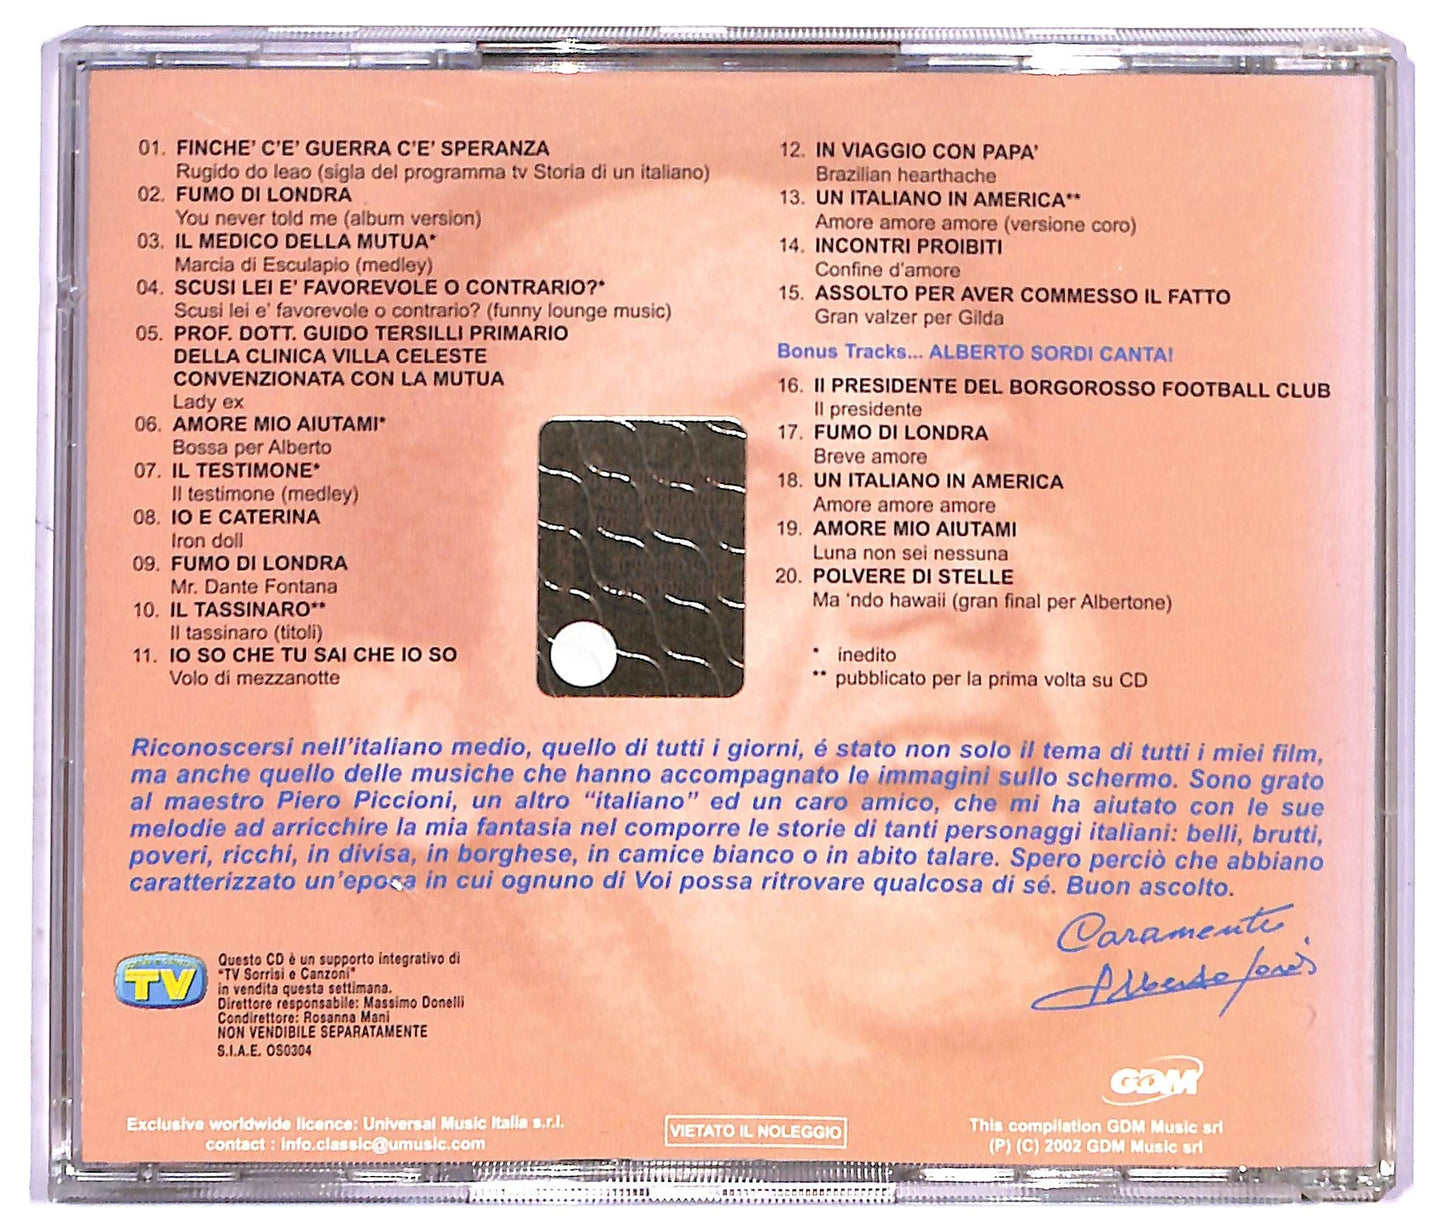 01. FINCHE' C'E' GUERRA C'E' SPERANZA
Rugido do leao (sigla del programma tv Storia di un italiano)
02. FUMO DI LONDRA
You never told me (album version)
03. IL MEDICO DELLA MUTUA*
Marcia di Esculapio (medley)
04. SCUSI LEI E' FAVOREVOLE O CONTRARIO?*
Scusi lei e' favorevole o contrario? (funny lounge music)
05. PROF. DOTT. GUIDO TERSILLI PRIMARIO
DELLA CLINICA VILLA CELESTE
CONVENZIONATA CON LA MUTUA
Lady ex
06. AMORE MIO AIUTAMI*
Bossa per Alberto
07. IL TESTIMONE*
Il testimone (medley)
08. IO E CATERINA
Iron doll
09. FUMO DI LONDRA
Mr. Dante Fontana
10. IL TASSINARO**
Il tassinaro (titoli)
11. IO SO CHE TU SAI CHE IO SO
Volo di mezzanotte
12. IN VIAGGIO CON PAPA'
Brazilian hearthache
13. UN ITALIANO IN AMERICA**
Amore amore amore (versione coro)
14. INCONTRI PROIBITI
Confine d'amore
15. ASSOLTO PER AVER COMMESSO IL FATTO
Gran valzer per Gilda
Bonus Tracks... ALBERTO SORDI CANTA!
16. Il PRESIDENTE DEL BORGOROSSO FOOTBALL CLUB
Il presidente
17. FUMO DI LONDRA
Breve amore
18. UN ITALIANO IN AMERICA
Amore amore amore
19. AMORE MIO AIUTAMI
Luna non sei nessuna
20. POLVERE DI STELLE
Ma 'ndo hawaii (gran final per Albertone)
* inedito
** pubblicato per la prima volta su CD
Riconoscersi nell'italiano medio, quello di tutti i giorni, é stato non solo il tema di tutti i miei film,
ma anche quello delle musiche che hanno accompagnato le immagini sullo schermo. Sono grato
al maestro Piero Piccioni, un altro "italiano" ed un caro amico, che mi ha aiutato con le sue
melodie ad arricchire la mia fantasia nel comporre le storie di tanti personaggi italiani: belli, brutti,
poveri, ricchi, in divisa, in borghese, in camice bianco o in abito talare. Spero perciò che abbiano
caratterizzato un'epoca in cui ognuno di Voi possa ritrovare qualcosa di sé. Buon ascolto.
Caramente
Alberto Sordi
TV
Questo CD è un supporto integrativo di
"TV Sorrisi e Canzoni"
in vendita questa settimana.
Direttore responsabile: Massimo Donelli
Condirettore: Rosanna Mani
NON VENDIBILE SEPARATAMENTE
S.I.A.E. OS0304
GDM
Exclusive worldwide licence: Universal Music Italia s.r.l.
contact : info.classic@umusic.com
VIETATO IL NOLEGGIO
This compilation GDM Music srl
(P) (C) 2002 GDM Music srl